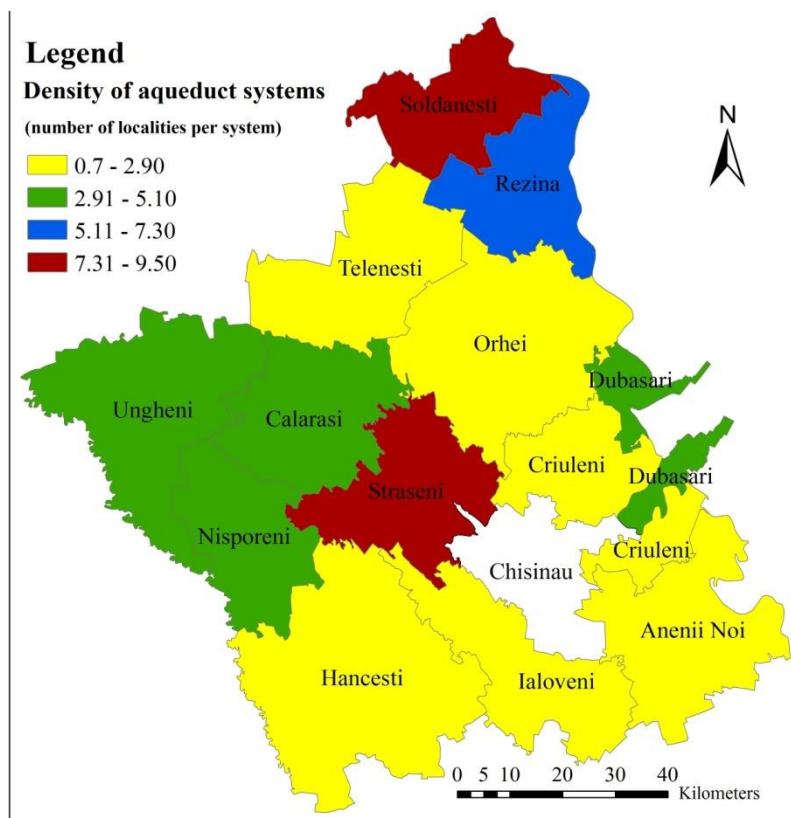 Legend
Density of aqueduct systems
(number of localities per system)
0.7 - 2.90
2.91 - 5.10
5.11 - 7.30
7.31 - 9.50
N
Soldanesti
Rezina
Telenesti
Orhei
Dubasari
Ungheni
Calarasi
Criuleni
Dubasari
Straseni
Nisporeni
Criuleni
Chisinau
Anenii Noi
Hancesti
Ialoveni
0 5 10 20 30 40
Kilometers